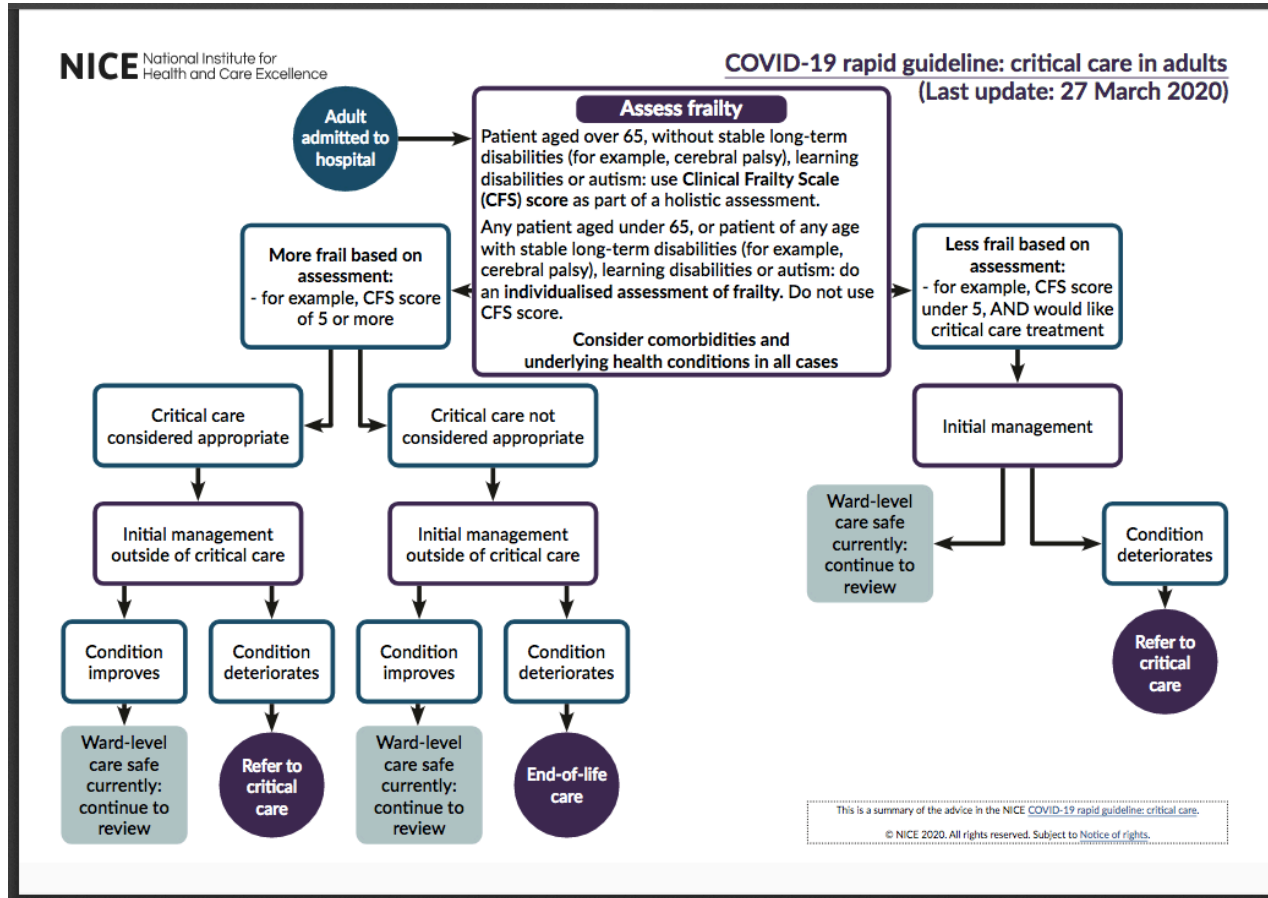 NICE National Institute for
Health and Care Excellence
COVID-19 rapid guideline: critical care in adults
(Last update: 27 March 2020)
Adult
admitted to
hospital
Assess frailty
Patient aged over 65, without stable long-term
disabilities (for example, cerebral palsy), learning
disabilities or autism: use Clinical Frailty Scale
(CFS) score as part of a holistic assessment.
Any patient aged under 65, or patient of any age
with stable long-term disabilities (for example,
cerebral palsy), learning disabilities or autism: do
an individualised assessment of frailty. Do not use
CFS score.
Consider comorbidities and
underlying health conditions in all cases
More frail based on
assessment:
- for example, CFS score
of 5 or more
Less frail based on
assessment:
- for example, CFS score
under 5, AND would like
critical care treatment
Critical care
considered appropriate
Critical care not
considered appropriate
Initial management
Initial management
outside of critical care
Initial management
outside of critical care
Ward-level
care safe
currently:
continue to
review
Condition
deteriorates
Refer to
critical
care
Condition
improves
Condition
deteriorates
Condition
improves
Condition
deteriorates
Ward-level
care safe
currently:
continue to
review
Refer to
critical
care
Ward-level
care safe
currently:
continue to
review
End-of-life
care
This is a summary of the advice in the NICE COVID-19 rapid guideline: critical care.
© NICE 2020. All rights reserved. Subject to Notice of rights.